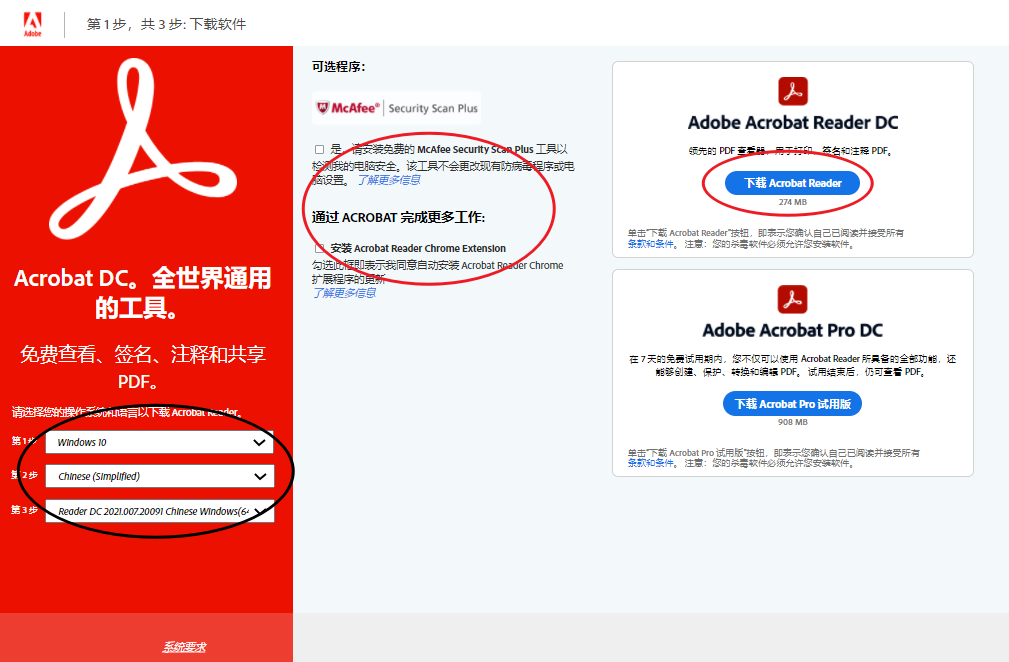 Adobe
第 1 步，共 3 步: 下载软件
Acrobat DC。全世界通用
的工具。
免费查看、签名、注释和共享
PDF。
请选择您的操作系统和语言以下载 Acrobat Reader。
第 1 步
Windows 10
第 2 步
Chinese (Simplified)
第 3 步
Reader DC 2021.007.20091 Chinese Windows(64
系统要求
可选程序：
McAfee® | Security Scan Plus
是，请安装免费的 McAfee Security Scan Plus 工具以
检测我的电脑安全。该工具不会更改现有防病毒程序或电
脑设置。 了解更多信息
通过 ACROBAT 完成更多工作:
安装 Acrobat Reader Chrome Extension
勾选此框即表示我同意自动安装 Acrobat Reader Chrome
扩展程序的更新
了解更多信息
Adobe Acrobat Reader DC
领先的 PDF 查看器，用于打印、签名和注释 PDF。
下载 Acrobat Reader
274 MB
单击“下载 Acrobat Reader”按钮，即表示您确认自己已阅读并接受所有
条款和条件。 注意：您的杀毒软件必须允许您安装软件。
Adobe Acrobat Pro DC
在 7 天的免费试用期内，您不仅可以使用 Acrobat Reader 所具备的全部功能，还
能够创建、保护、转换和编辑 PDF。 试用结束后，仍可查看 PDF。
下载 Acrobat Pro 试用版
908 MB
单击“下载 Acrobat Pro 试用版”按钮，即表示您确认自己已阅读并接受所有
条款和条件。 注意：您的杀毒软件必须允许您安装软件。